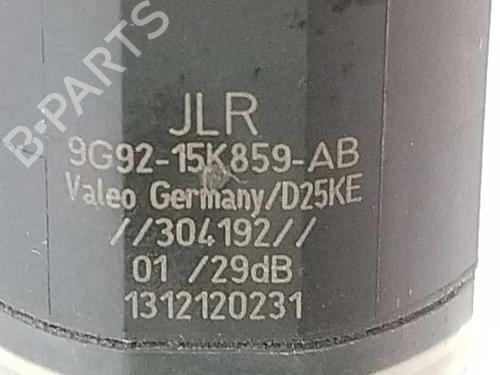 JLR
9G92-15K859-AB
Valeo Germany/D25KE
//304192//
01 /29dB
1312120231
B-PARTS